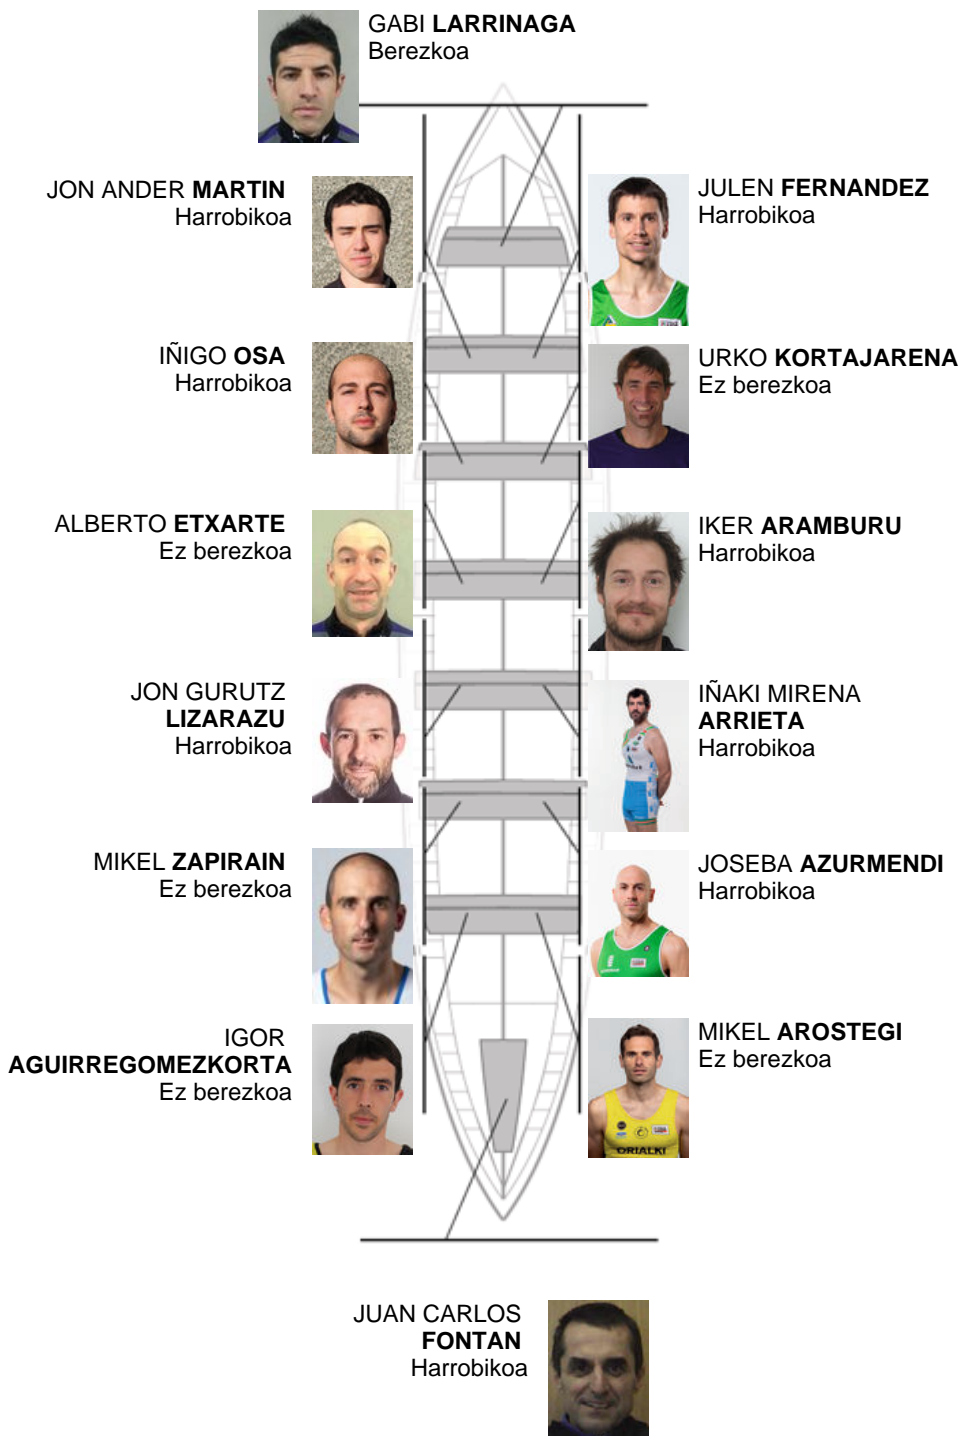 GABI LARRINAGA
Berezkoa
JON ANDER MARTIN
Harrobikoa
JULEN FERNANDEZ
Harrobikoa
IÑIGO OSA
Harrobikoa
URKO KORTAJARENA
Ez berezkoa
ALBERTO ETXARTE
Ez berezkoa
IKER ARAMBURU
Harrobikoa
JON GURUTZ
LIZARAZU
Harrobikoa
IÑAKI MIRENA
ARRIETA
Harrobikoa
MIKEL ZAPIRAIN
Ez berezkoa
JOSEBA AZURMENDI
Harrobikoa
IGOR
AGUIRREGOMEZKORTA
Ez berezkoa
MIKEL AROSTEGI
Ez berezkoa
ORIALKI
JUAN CARLOS
FONTAN
Harrobikoa